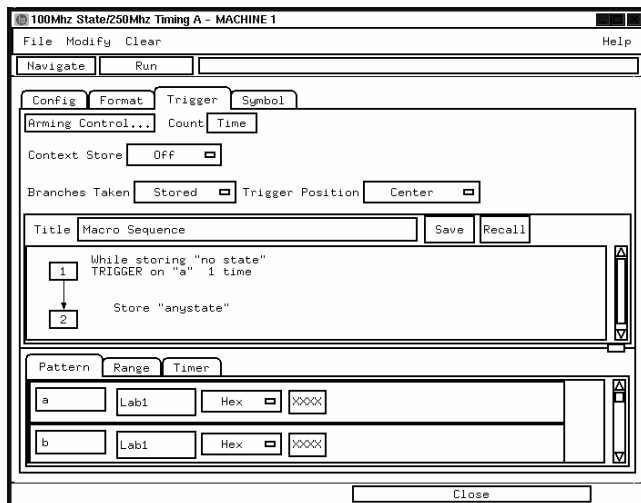 100Mhz State/250Mhz Timing A - MACHINE 1
File Modify Clear Help
Navigate Run
Config Format Trigger Symbol
Arming Control... Count Time
Context Store Off
Branches Taken Stored Trigger Position Center
Title Macro Sequence Save Recall
While storing "no state"
1 TRIGGER on "a" 1 time
Store "anystate"
2
Pattern Range Timer
a Lab1 Hex XXXX
b Lab1 Hex XXXX
Close